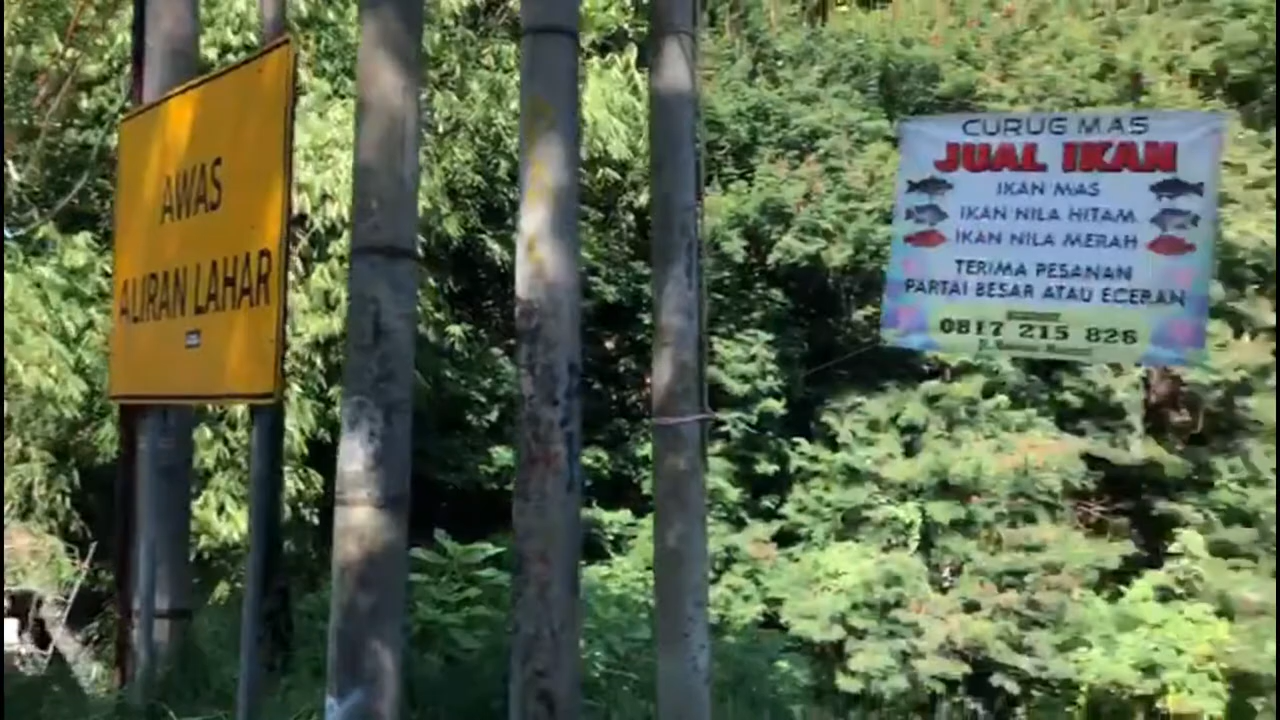 AWAS
ALIRAN LAHAR
CURUG MAS
JUAL IKAN
IKAN MAS
IKAN NILA HITAM
IKAN NILA MERAH
TERIMA PESANAN
PARTAI BESAR ATAU ECERAN
0817 215 826